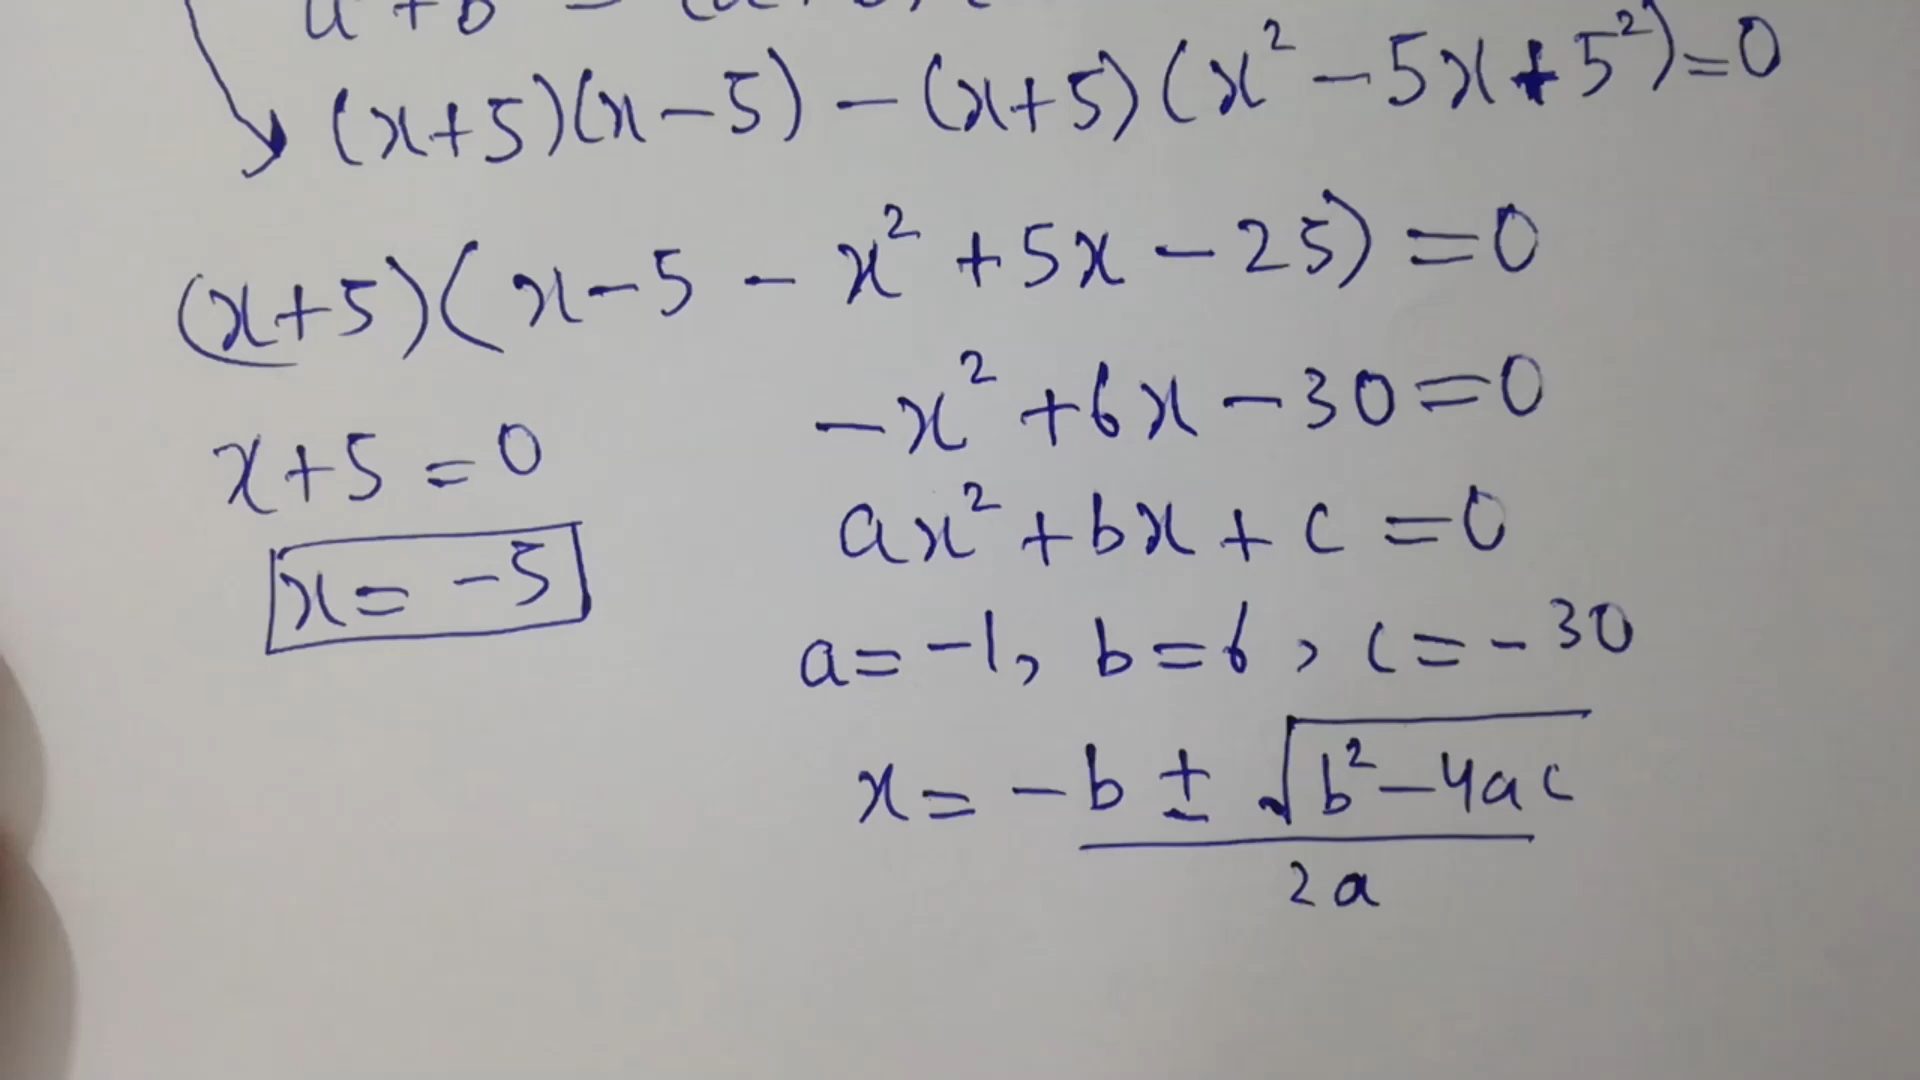 (x+5)(x-5) - (x+5)(x² - 5x + 5²) = 0
(x+5)(x-5 - x² + 5x - 25) = 0
-x² + 6x - 30 = 0
x+5 = 0
ax² + bx + c = 0
x = -5
a = -1, b = 6, c = -30
x = -b ± √(b²-4ac)
2a